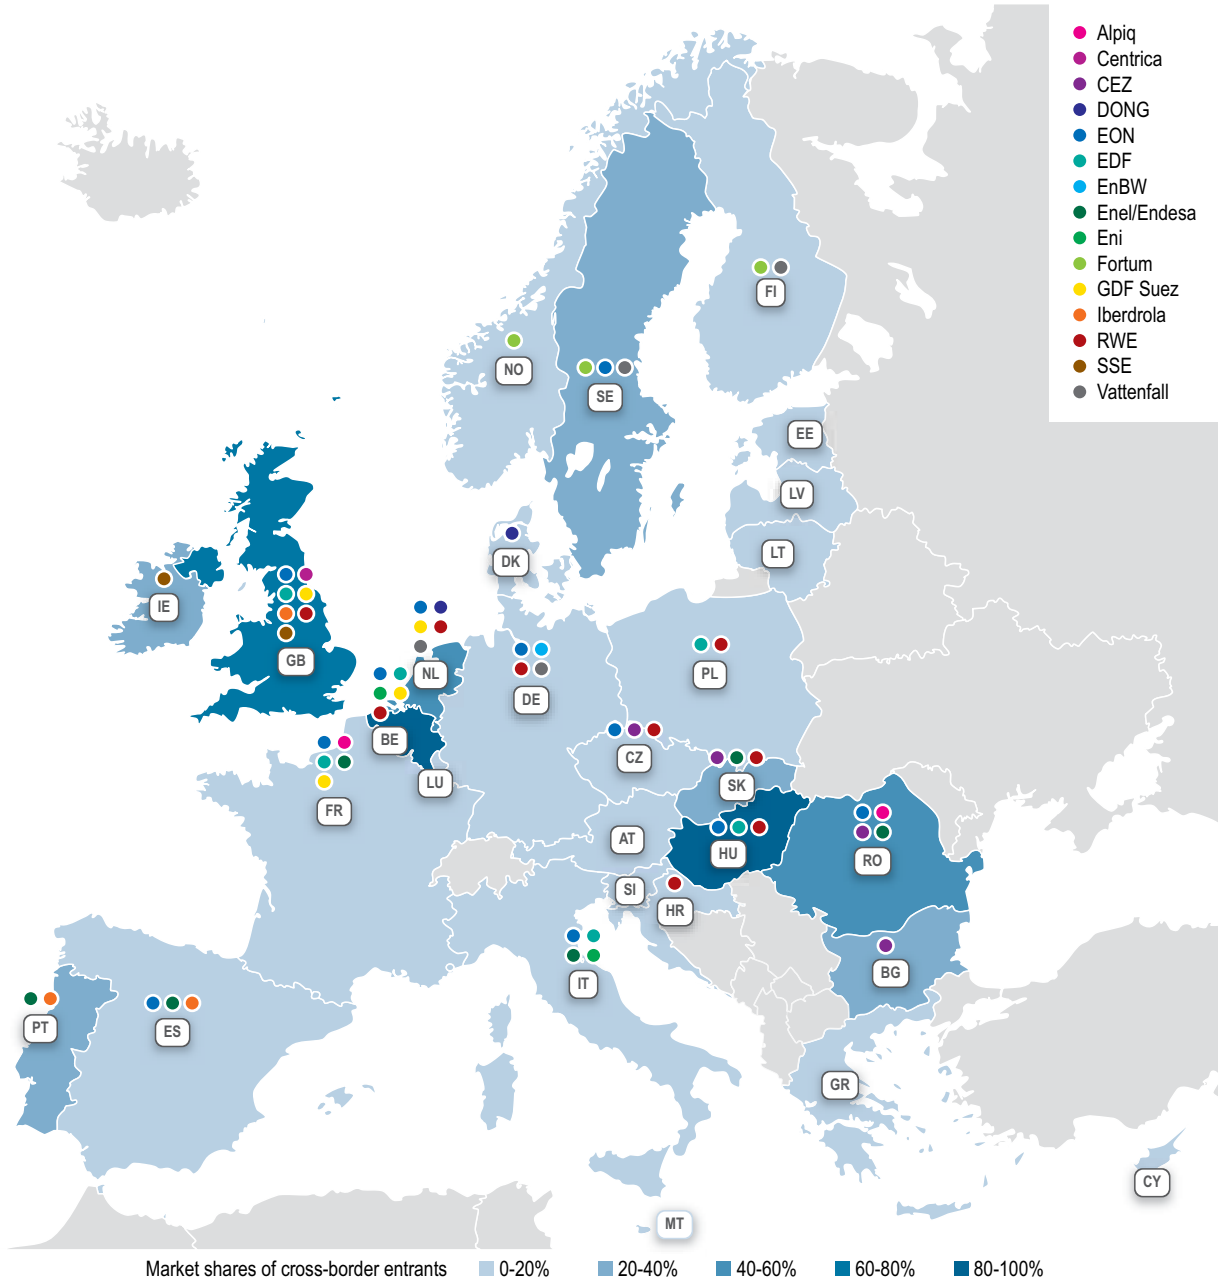 Alpiq
Centrica
CEZ
DONG
EON
EDF
EnBW
Enel/Endesa
Eni
Fortum
GDF Suez
Iberdrola
RWE
SSE
Vattenfall
FI
NO
SE
EE
LV
LT
DK
IE
GB
NL
DE
PL
BE
CZ
LU
SK
FR
AT
HU
RO
SI
HR
BG
IT
PT
ES
GR
CY
MT
Market shares of cross-border entrants 0-20% 20-40% 40-60% 60-80% 80-100%